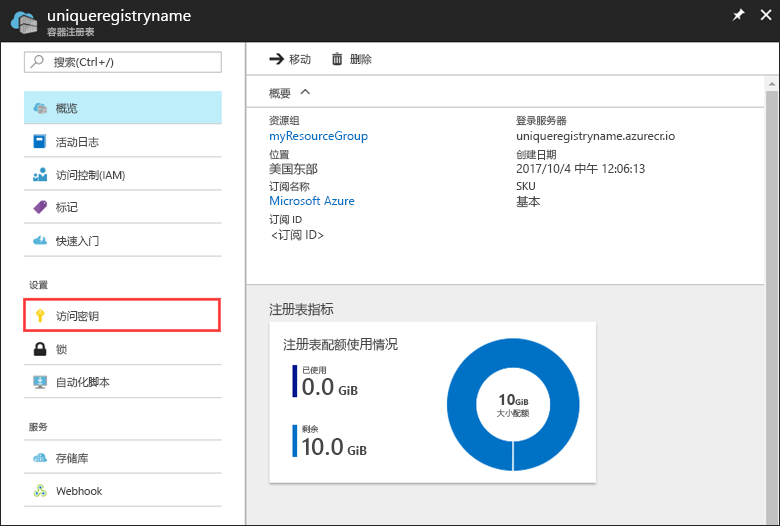 uniqueregistryname
容器注册表
搜索(Ctrl+/)
概览
活动日志
访问控制(IAM)
标记
快速入门
设置
访问密钥
锁
自动化脚本
服务
存储库
Webhook
移动
删除
概要
资源组
myResourceGroup
位置
美国东部
订阅名称
Microsoft Azure
订阅 ID
<订阅 ID>
登录服务器
uniqueregistryname.azurecr.io
创建日期
2017/10/4 中午 12:06:13
SKU
基本
注册表指标
注册表配额使用情况
已使用
0.0 GiB
剩余
10.0 GiB
10GiB
大小配额